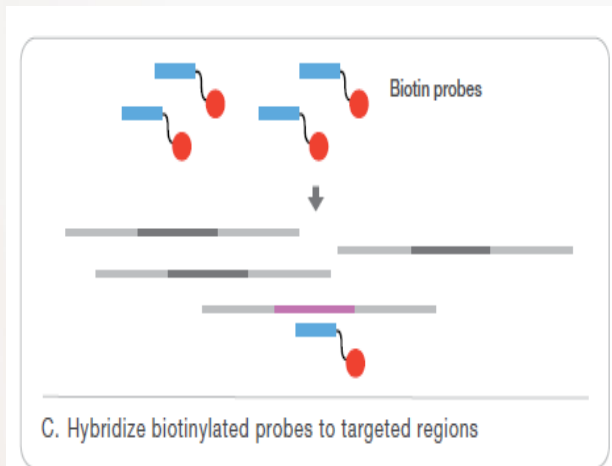 Biotin probes
C. Hybridize biotinylated probes to targeted regions